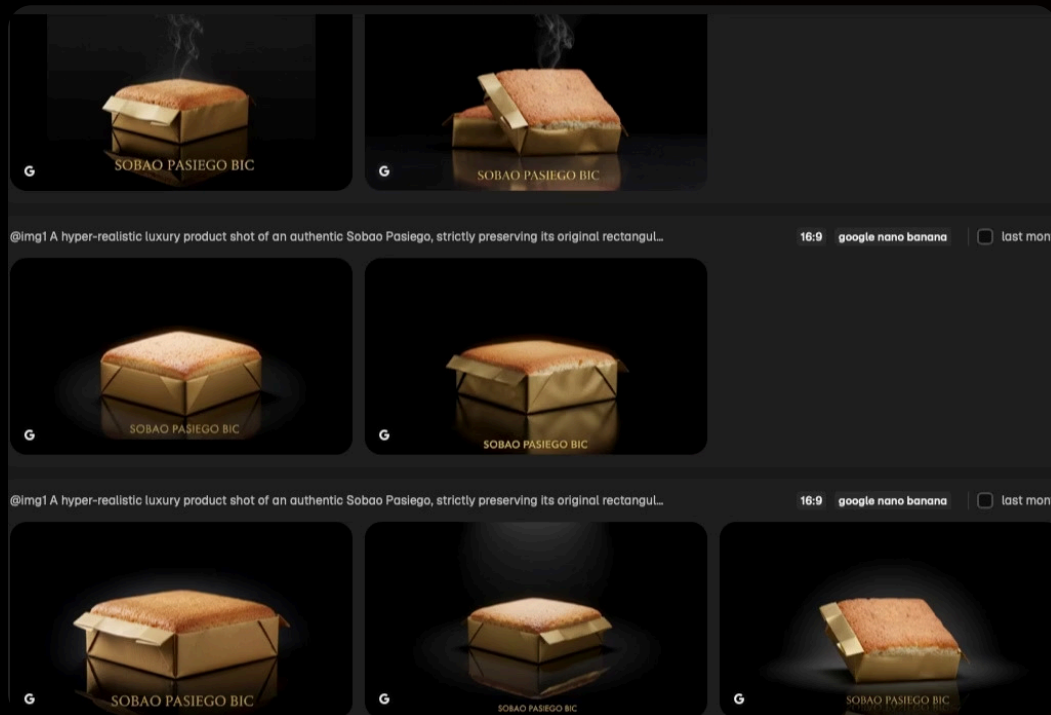 SOBAO PASIEGO BIC
SOBAO PASIEGO BIC
G
G
@img1 A hyper-realistic luxury product shot of an authentic Sobao Pasiego, strictly preserving its original rectangul...
16:9 google nano banana last mon
SOBAO PASIEGO BIC
SOBAO PASIEGO BIC
G
G
@img1 A hyper-realistic luxury product shot of an authentic Sobao Pasiego, strictly preserving its original rectangul...
16:9 google nano banana last mon
SOBAO PASIEGO BIC
SOBAO PASIEGO BIC
SOBAO PASIEGO BIC
G
G
G